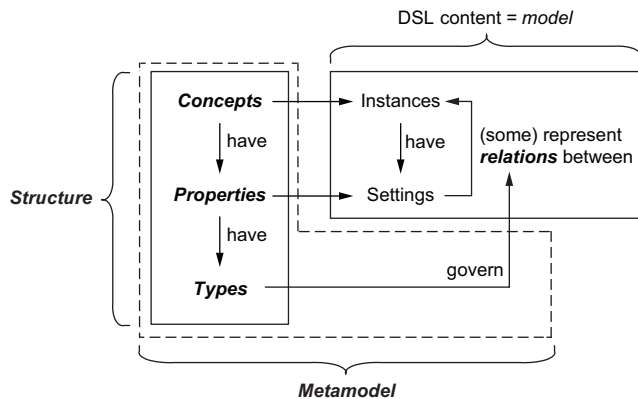 DSL content = model
Concepts
Instances
have
have
(some) represent
relations between
Structure
Properties
Settings
have
Types
govern
Metamodel